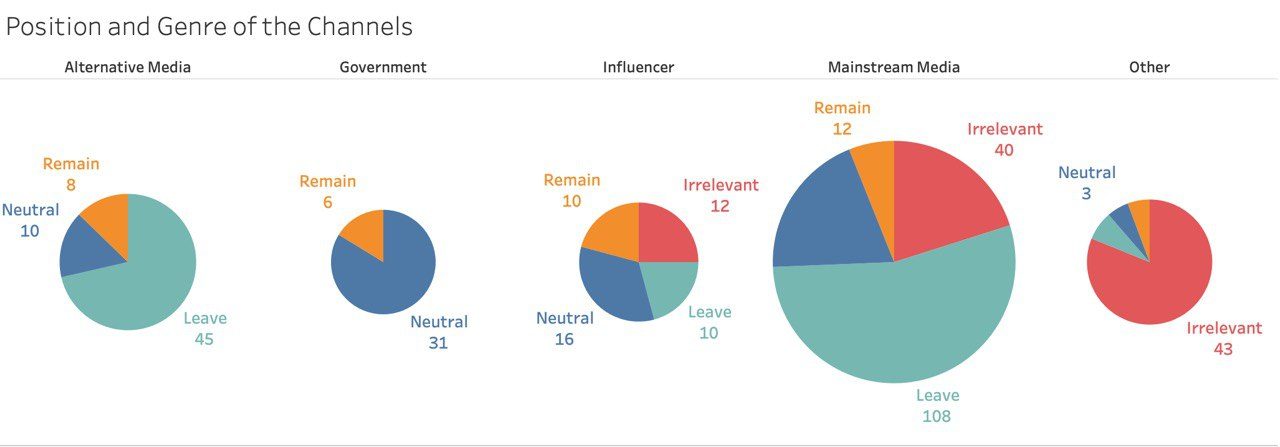 Position and Genre of the Channels
Alternative Media
Government
Influencer
Mainstream Media
Other
Remain
8
Neutral
10
Leave
45
Remain
6
Neutral
31
Remain
10
Irrelevant
12
Neutral
16
Leave
10
Remain
12
Irrelevant
40
Leave
108
Neutral
3
Irrelevant
43